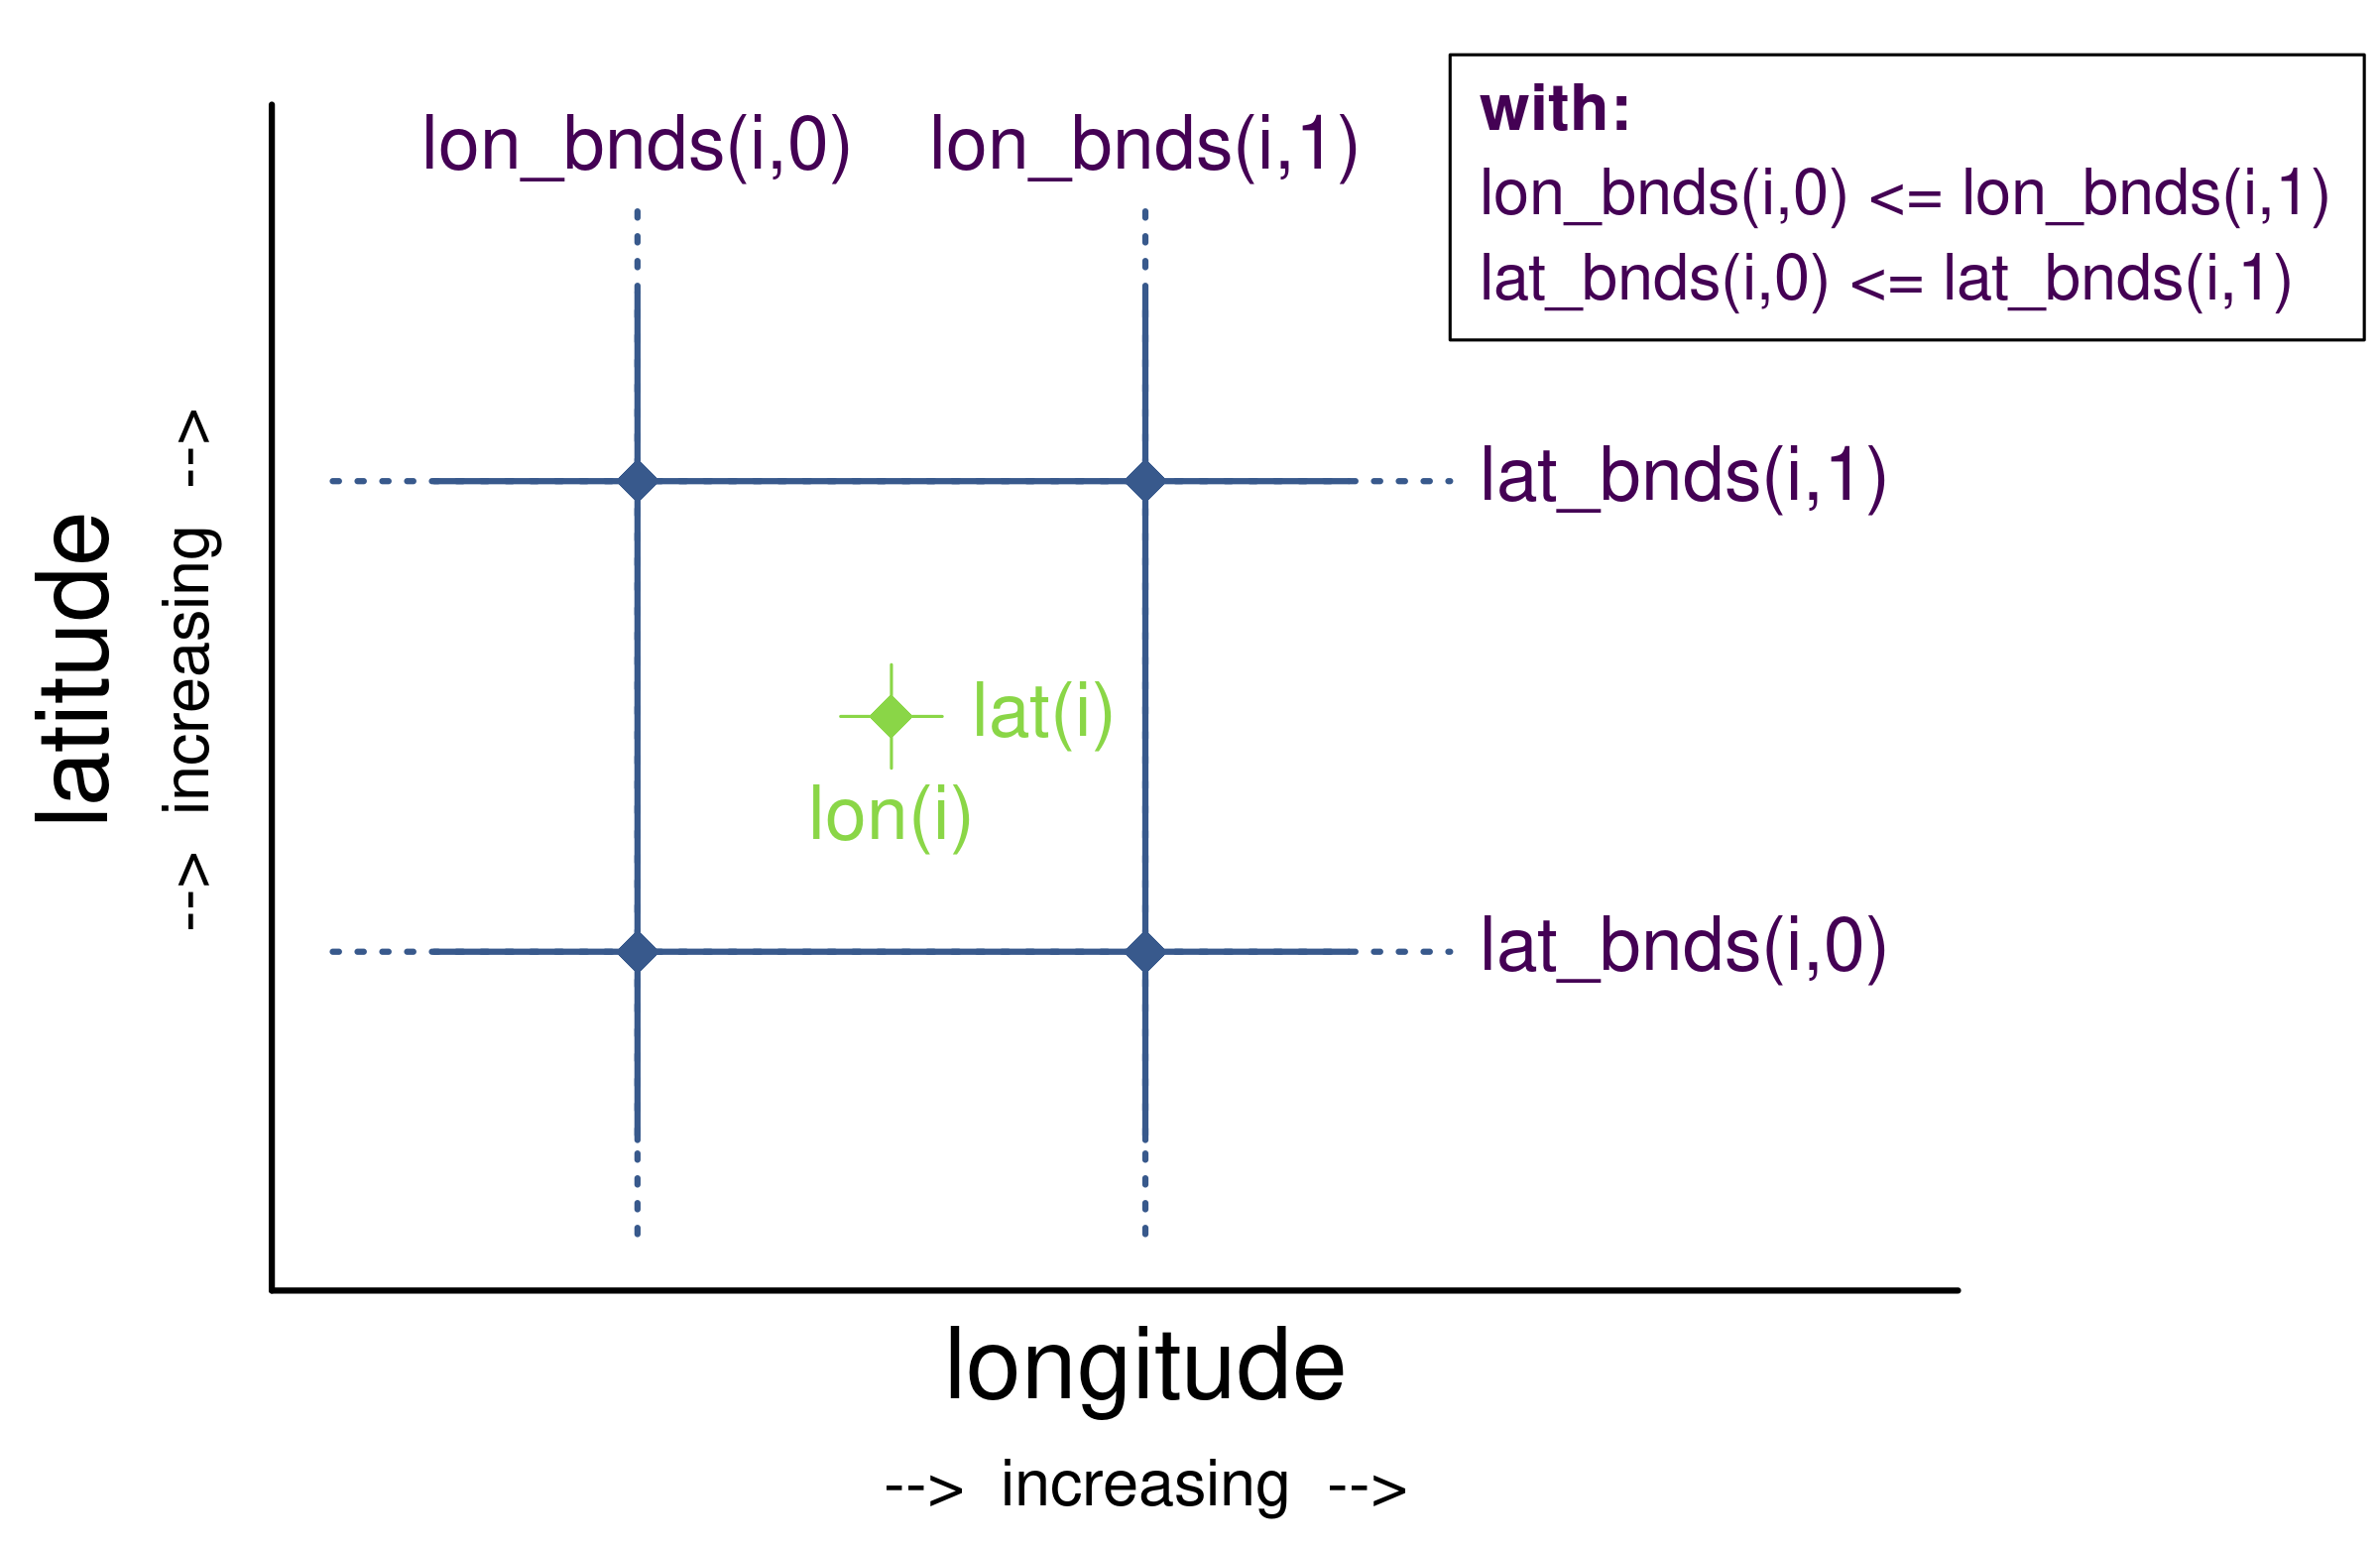 with:
lon_bnds(i,0) <= lon_bnds(i,1)
lat_bnds(i,0) <= lat_bnds(i,1)
lon_bnds(i,0) lon_bnds(i,1)
lat_bnds(i,1)
lat(i)
lon(i)
lat_bnds(i,0)
latitude
--> increasing -->
longitude
--> increasing -->